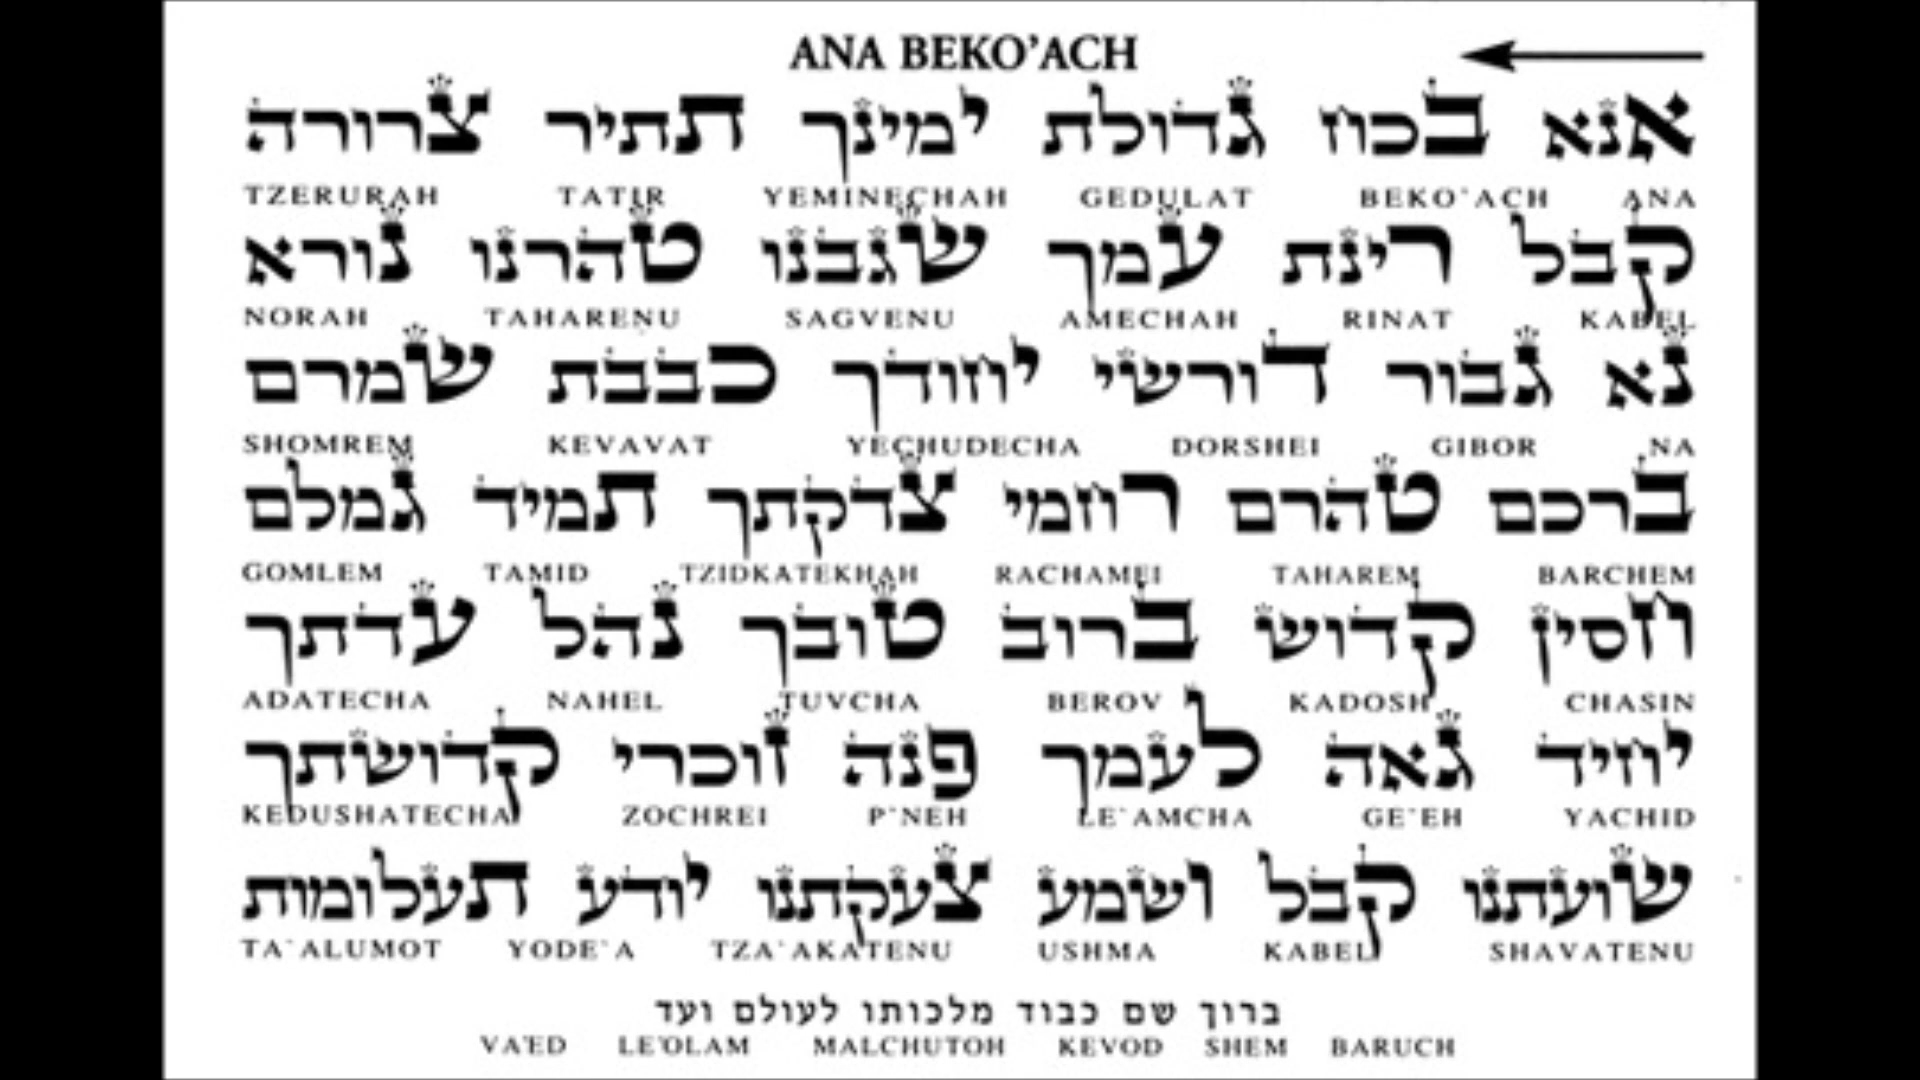 ANA BEKO'ACH
אנא בכח גדולת ימינך תתיר צרורה
TZERURAH TATIR YEMINECHAH GEDULAT BEKO`ACH ANA
קבל רינת עמך שגבנו טהרנו נורא
NORAH TAHARENU SAGVENU AMECHAH RINAT KABEL
נא גבור דורשי יחודך כבבת שמרם
SHOMREM KEVAVAT YECHUDECHA DORSHEI GIBOR NA
ברכם טהרם רחמי צדקתך תמיד גמלם
GOMLEM TAMID TZIDKATEKHAH RACHAMEI TAHAREM BARCHEM
חסין קדוש ברוב טובך נהל עדתך
ADATECHA NAHEL TUVCHA BEROV KADOSH CHASIN
יחיד גאה לעמך פנה זוכרי קדושתך
KEDUSHATECHA ZOCHREI P`NEH LE`AMCHA GE`EH YACHID
שועתנו קבל ושמע צעקתנו יודע תעלומות
TA`ALUMOT YODE`A TZA`AKATENU USHMA KABEL SHAVATENU
ברוך שם כבוד מלכותו לעולם ועד
VA'ED LE'OLAM MALCHUTOH KEVOD SHEM BARUCH